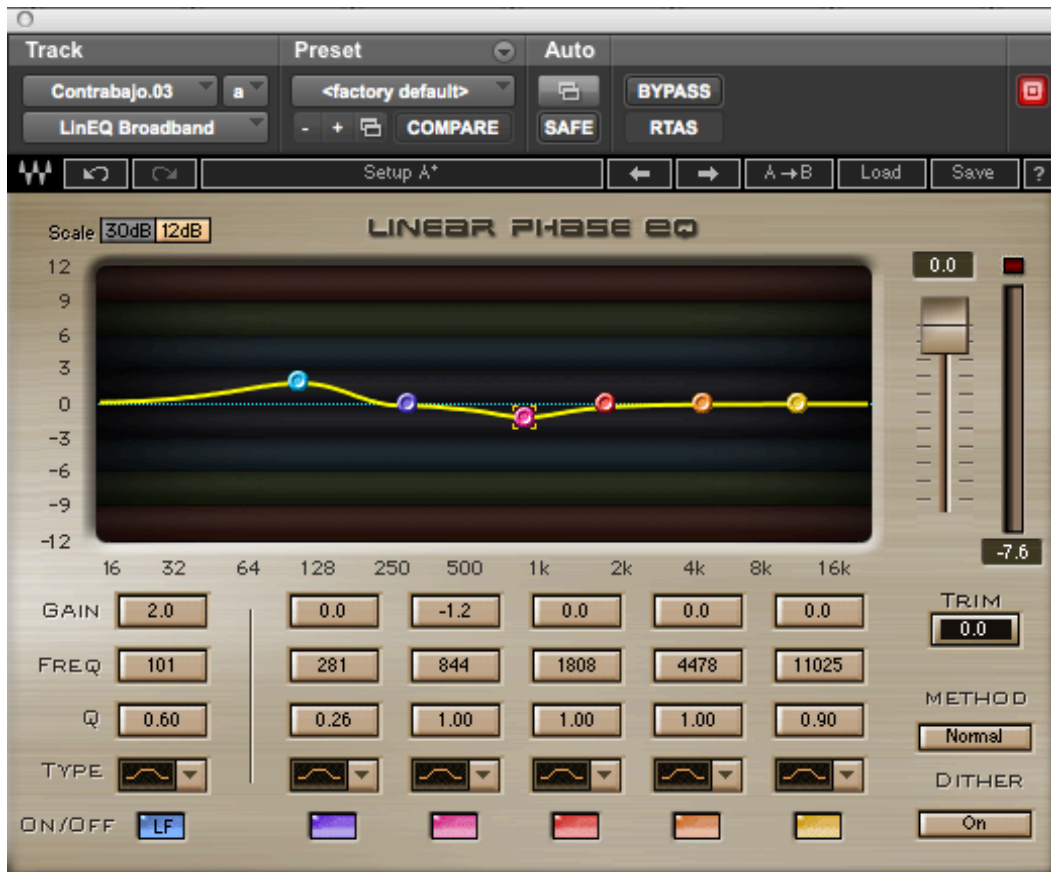 Track Preset Auto
Contrabajo.03 a <factory default> BYPASS
LinEQ Broadband - + COMPARE SAFE RTAS
Setup A* A→B Load Save ?
Scale 30dB 12dB LINEAR PHASE EQ
12 0.0
9
6
3
0
-3
-6
-9
-12 -7.6
16 32 64 128 250 500 1k 2k 4k 8k 16k
GAIN 2.0 0.0 -1.2 0.0 0.0 0.0 TRIM
0.0
FREQ 101 281 844 1808 4478 11025
METHOD
Q 0.60 0.26 1.00 1.00 1.00 0.90 Normal
TYPE DITHER
ON/OFF LF On